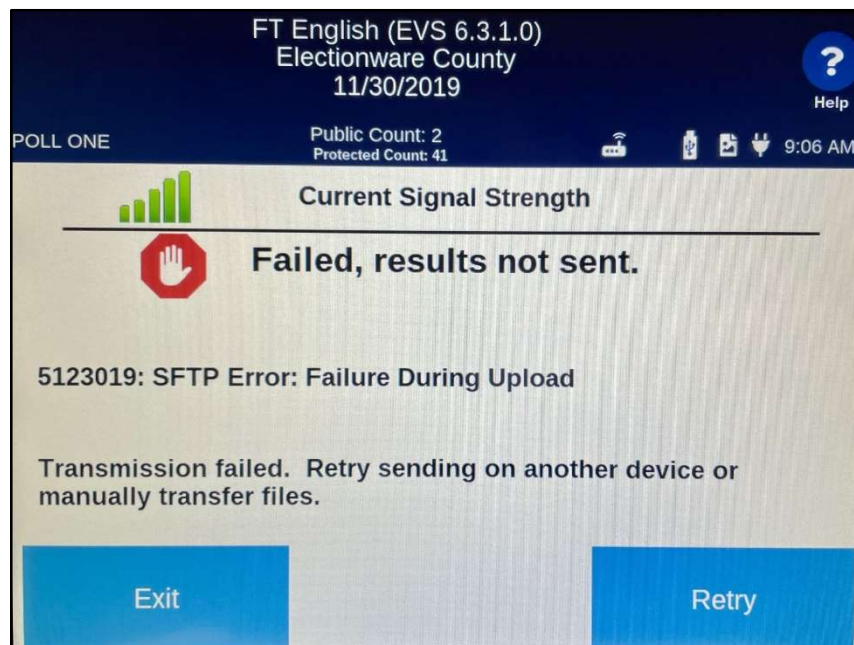 FT English (EVS 6.3.1.0)
Electionware County
11/30/2019
?
Help
POLL ONE
Public Count: 2
Protected Count: 41
9:06 AM
Current Signal Strength
Failed, results not sent.
5123019: SFTP Error: Failure During Upload
Transmission failed. Retry sending on another device or
manually transfer files.
Exit
Retry